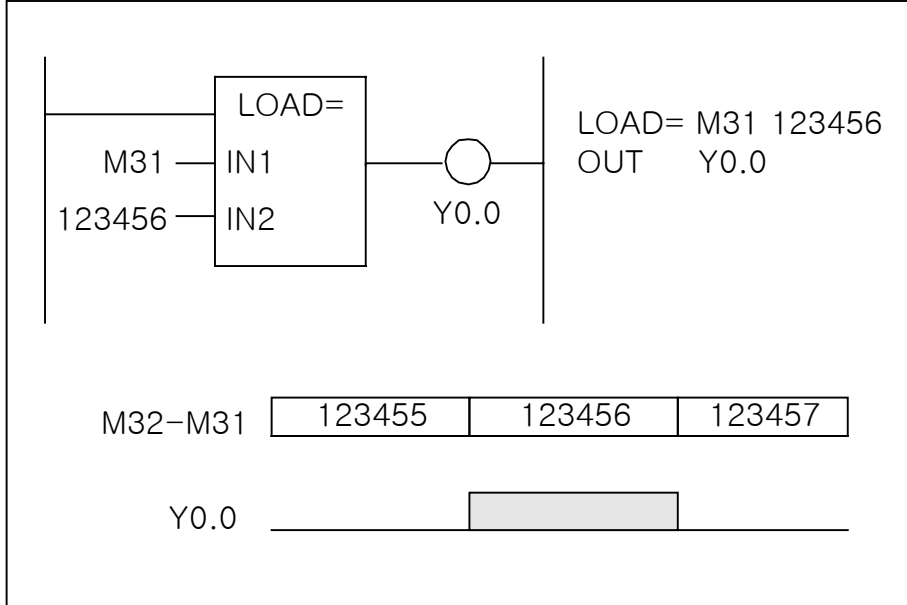 LOAD=
M31 IN1
123456 IN2
Y0.0
LOAD= M31 123456
OUT Y0.0
M32-M31 123455 123456 123457
Y0.0